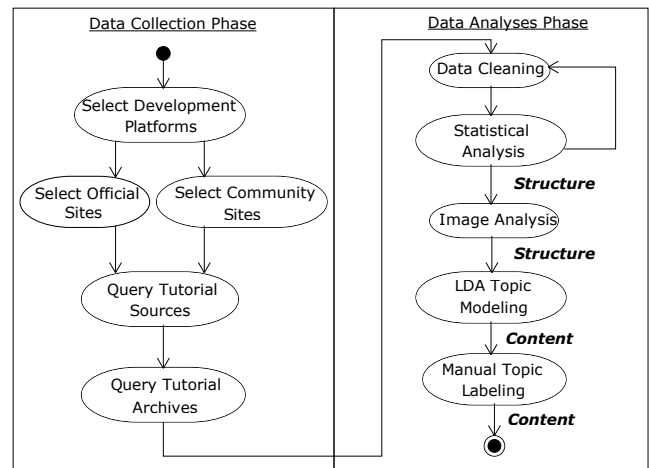 Data Collection Phase
Select Development
Platforms
Select Official
Sites
Select Community
Sites
Query Tutorial
Sources
Query Tutorial
Archives
Data Analyses Phase
Data Cleaning
Statistical
Analysis
Structure
Image Analysis
Structure
LDA Topic
Modeling
Content
Manual Topic
Labeling
Content